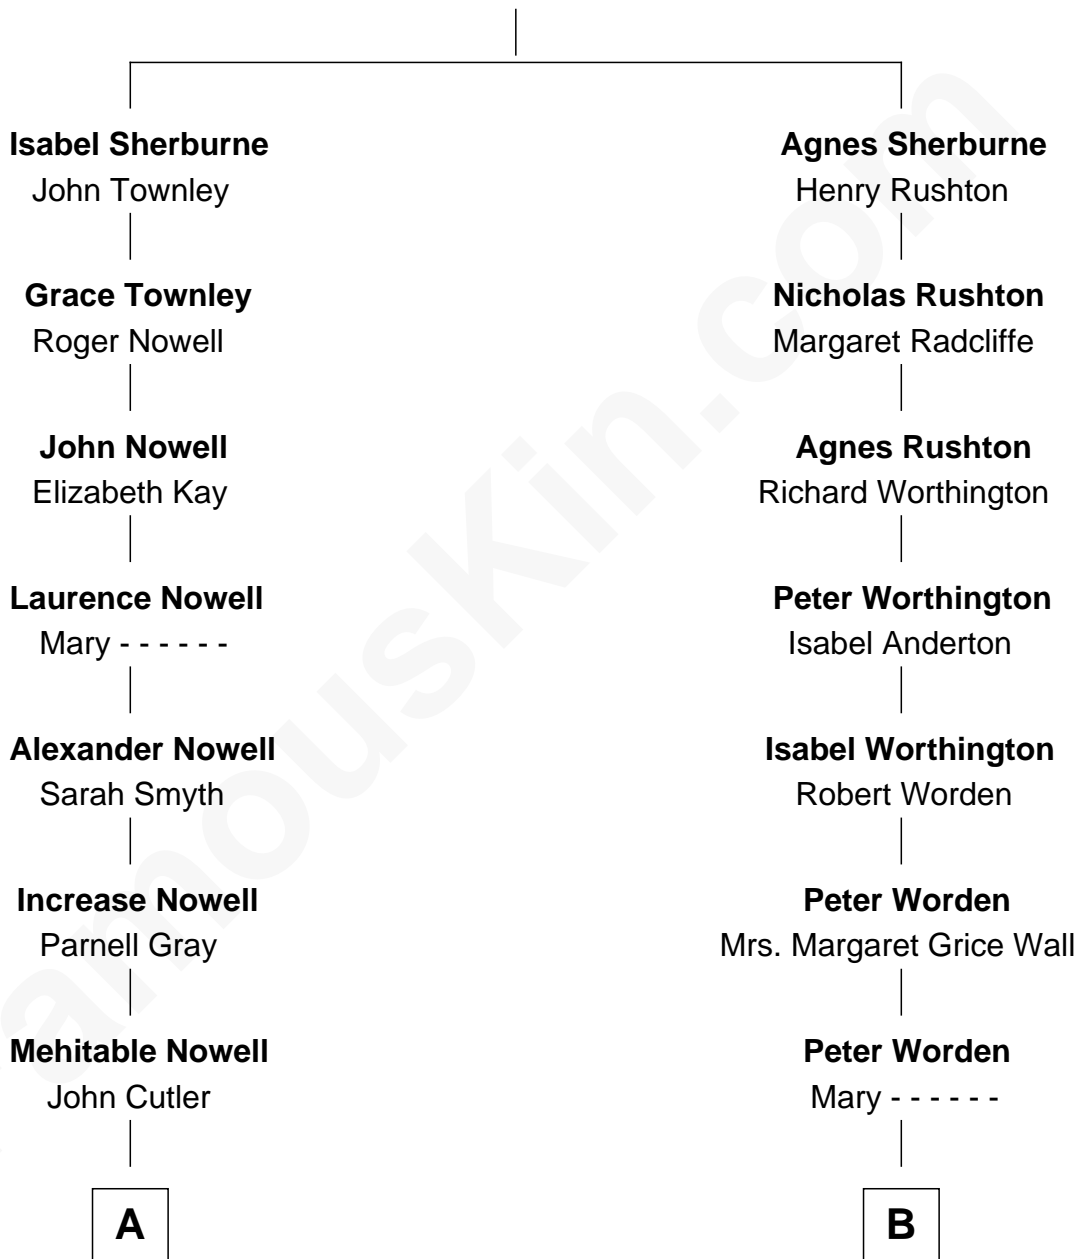 Isabel Sherburne
John Townley
Grace Townley
Roger Nowell
John Nowell
Elizabeth Kay
Laurence Nowell
Mary - - - - - -
Alexander Nowell
Sarah Smyth
Increase Nowell
Parnell Gray
Mehitable Nowell
John Cutler
A
Agnes Sherburne
Henry Rushton
Nicholas Rushton
Margaret Radcliffe
Agnes Rushton
Richard Worthington
Peter Worthington
Isabel Anderton
Isabel Worthington
Robert Worden
Peter Worden
Mrs. Margaret Grice Wall
Peter Worden
Mary - - - - - -
B
amousKin.com